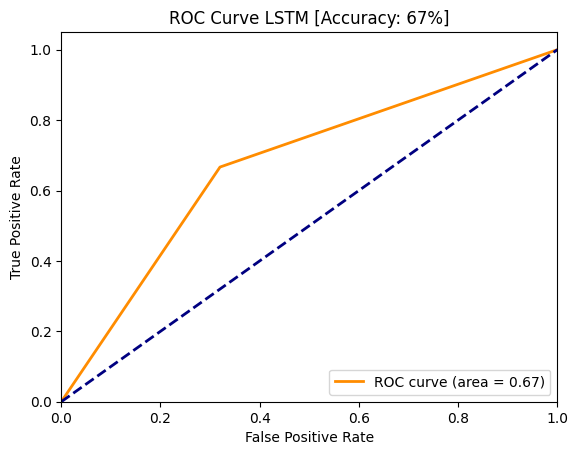 ROC Curve LSTM [Accuracy: 67%]
1.0
0.8
0.6
0.4
0.2
0.0
True Positive Rate
ROC curve (area = 0.67)
0.0 0.2 0.4 0.6 0.8 1.0
False Positive Rate